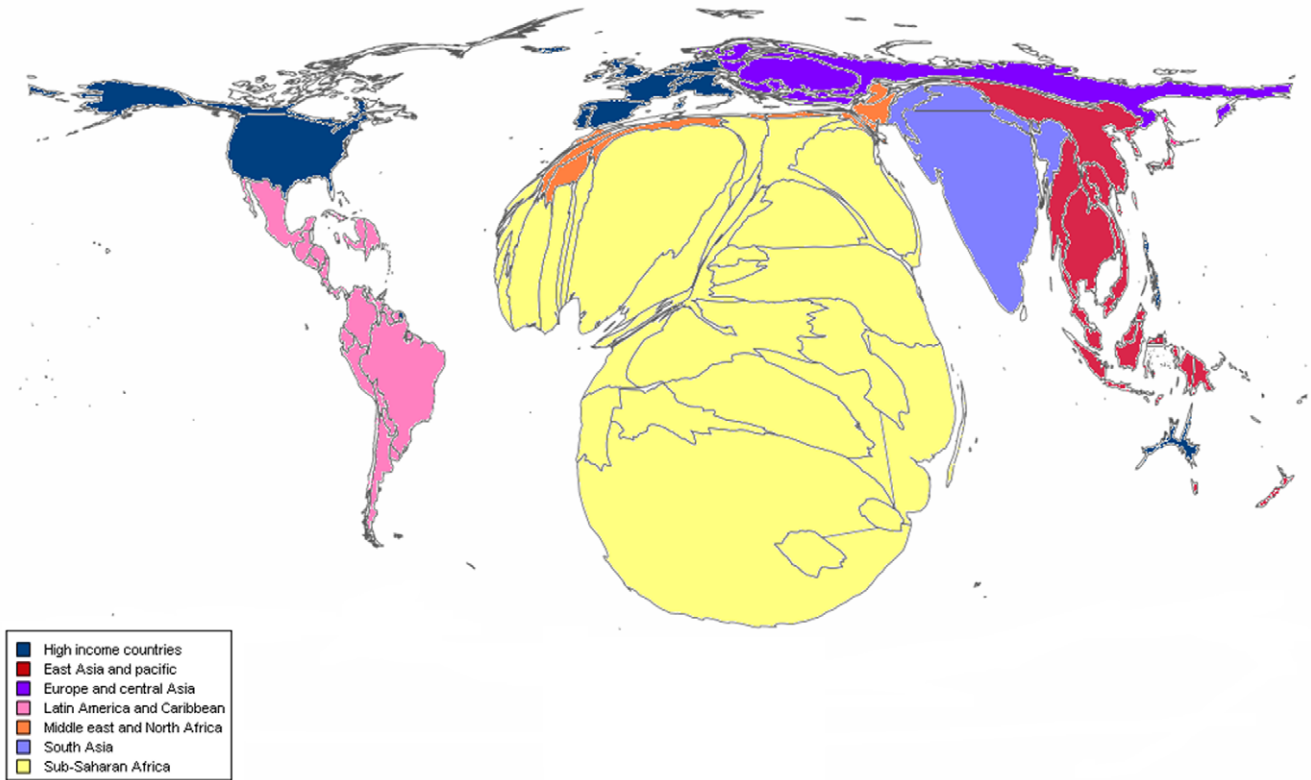 High income countries
East Asia and pacific
Europe and central Asia
Latin America and Caribbean
Middle east and North Africa
South Asia
Sub-Saharan Africa